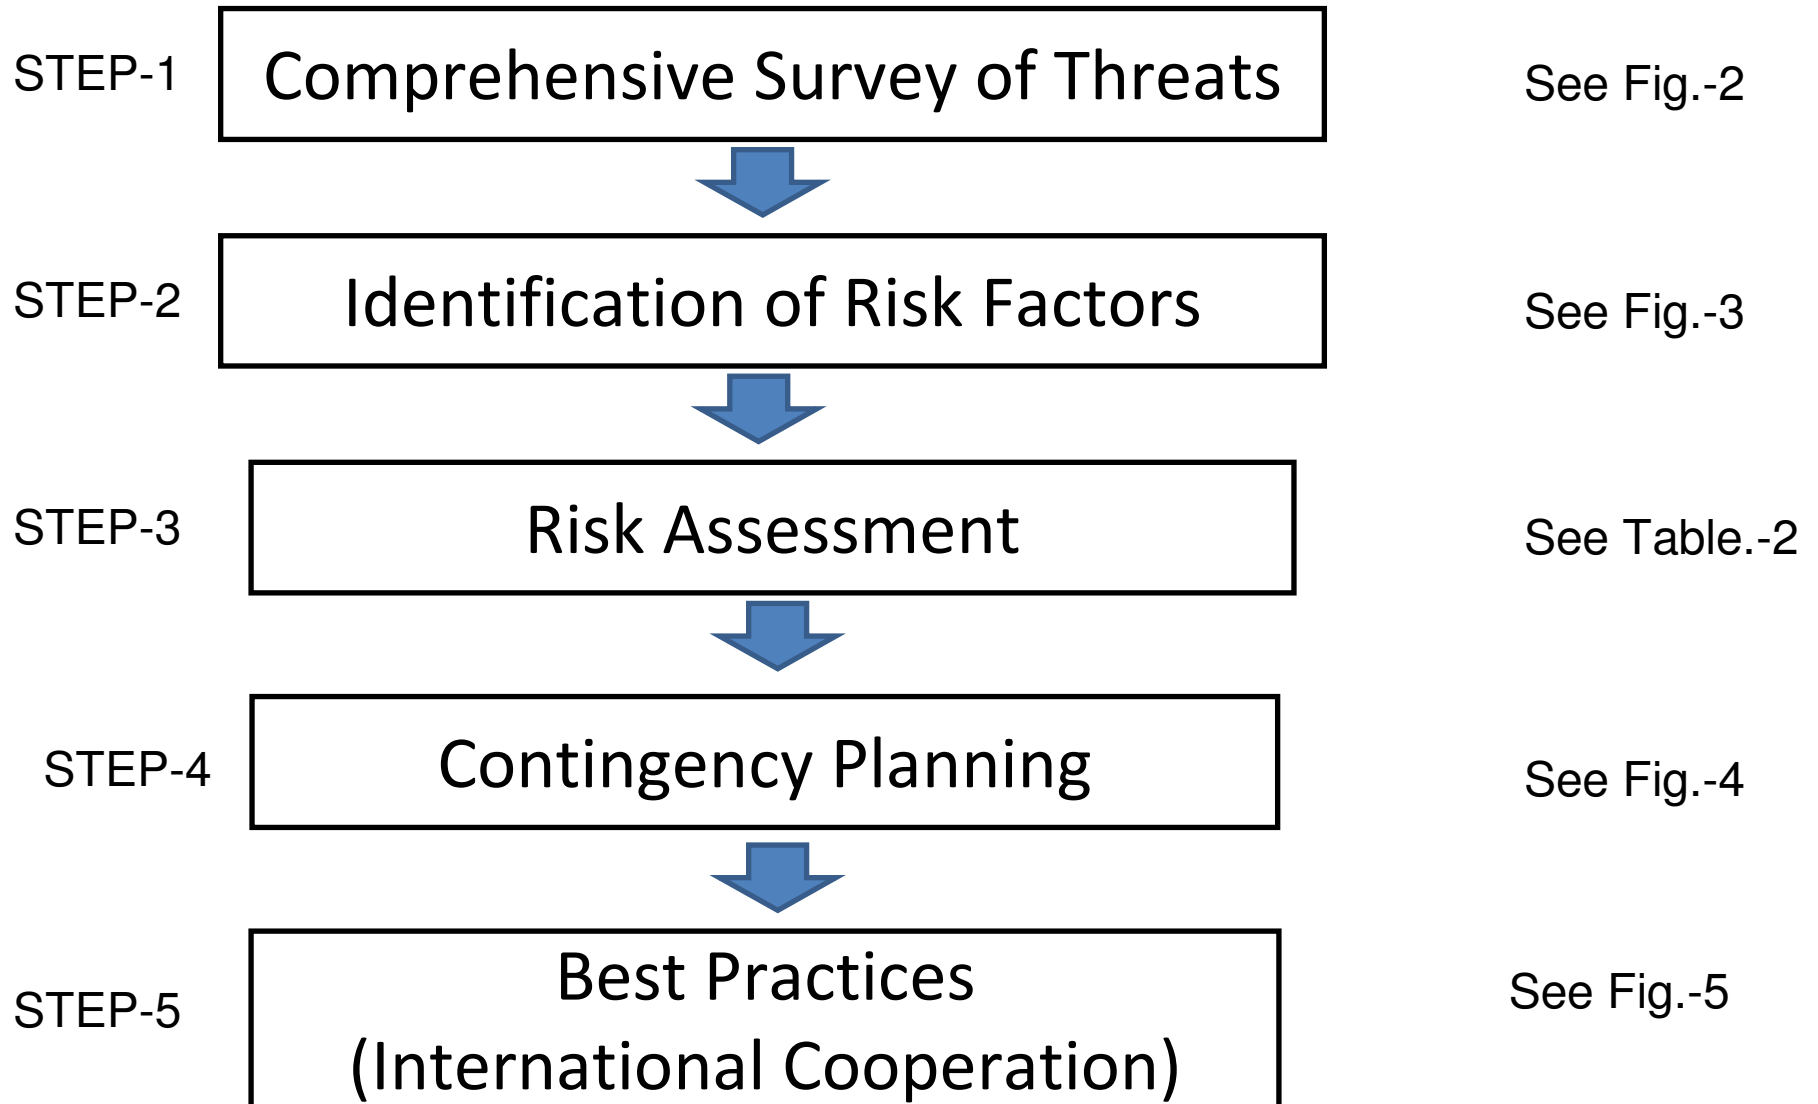 STEP-1
Comprehensive Survey of Threats
See Fig.-2
STEP-2
Identification of Risk Factors
See Fig.-3
STEP-3
Risk Assessment
See Table.-2
STEP-4
Contingency Planning
See Fig.-4
STEP-5
Best Practices
(International Cooperation)
See Fig.-5